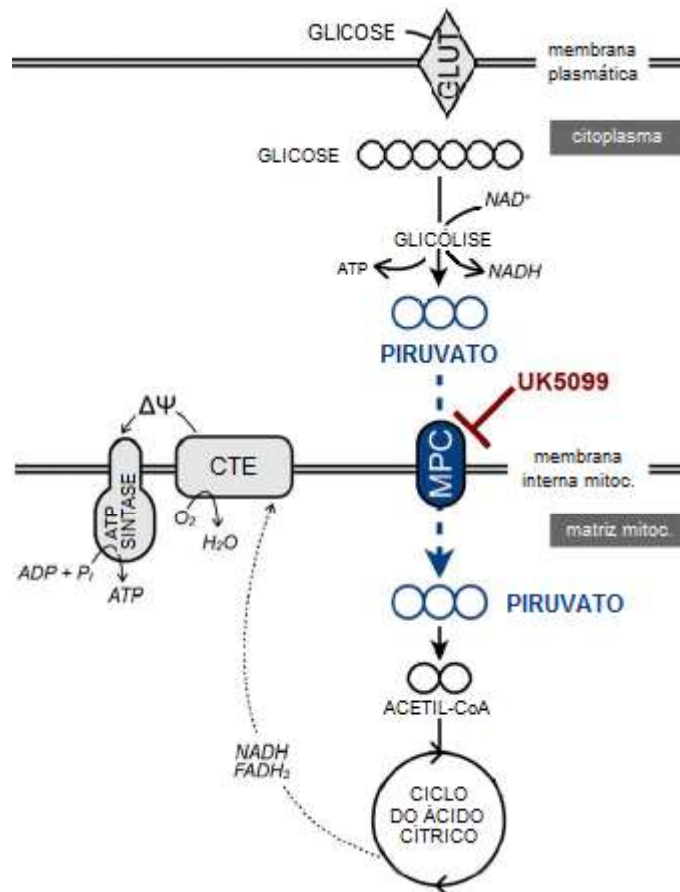 GLICOSE
GLUT
membrana
plasmática
citoplasma
GLICOSE
NAD⁺
GLICÓLISE
ATP
NADH
PIRUVATO
UK5099
ΔΨ
CTE
MPC
membrana
interna mitoc.
O₂
H₂O
ATP
SINTASE
matriz mitoc.
ADP + Pᵢ
ATP
PIRUVATO
ACETIL-CoA
NADH
FADH₂
CICLO
DO ÁCIDO
CÍTRICO